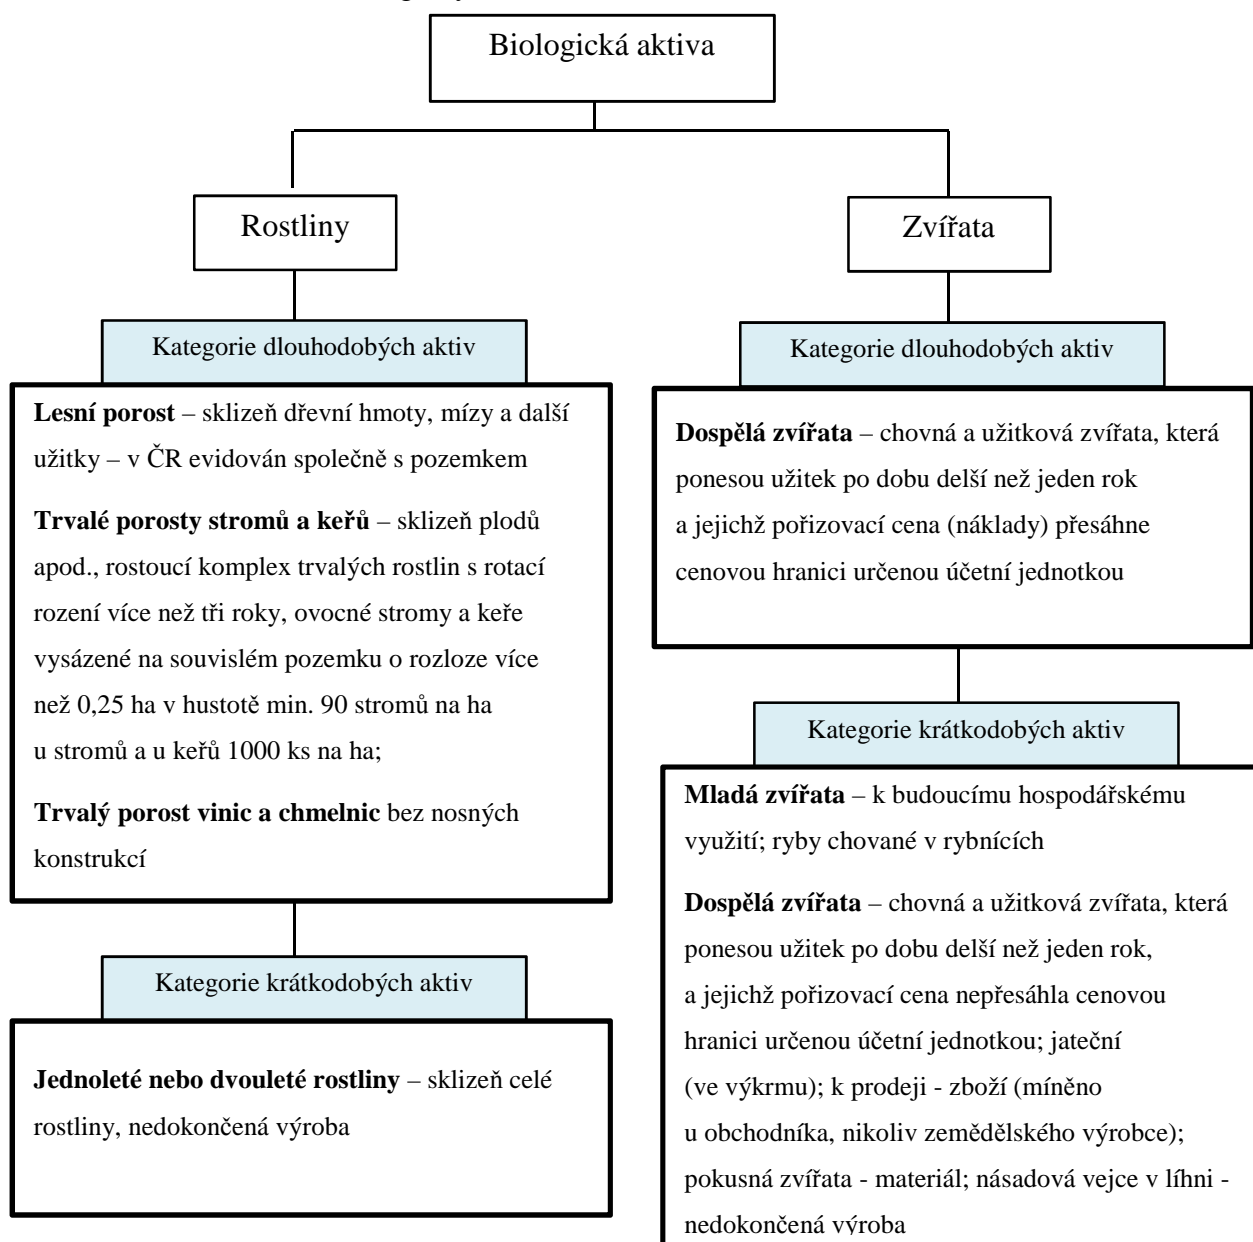 Biologická aktiva
Rostliny
Zvířata
Kategorie dlouhodobých aktiv
Lesní porost – sklizeň dřevní hmoty, mízy a další
užitky – v ČR evidován společně s pozemkem
Trvalé porosty stromů a keřů – sklizeň plodů
apod., rostoucí komplex trvalých rostlin s rotací
rození více než tři roky, ovocné stromy a keře
vysázené na souvislém pozemku o rozloze více
než 0,25 ha v hustotě min. 90 stromů na ha
u stromů a u keřů 1000 ks na ha;
Trvalý porost vinic a chmelnic bez nosných
konstrukcí
Kategorie krátkodobých aktiv
Jednoleté nebo dvouleté rostliny – sklizeň celé
rostliny, nedokončená výroba
Kategorie dlouhodobých aktiv
Dospělá zvířata – chovná a užitková zvířata, která
ponesou užitek po dobu delší než jeden rok
a jejichž pořizovací cena (náklady) přesáhne
cenovou hranici určenou účetní jednotkou
Kategorie krátkodobých aktiv
Mladá zvířata – k budoucímu hospodářskému
využití; ryby chované v rybnících
Dospělá zvířata – chovná a užitková zvířata, která
ponesou užitek po dobu delší než jeden rok,
a jejichž pořizovací cena nepřesáhla cenovou
hranici určenou účetní jednotkou; jateční
(ve výkrmu); k prodeji - zboží (míněno
u obchodníka, nikoliv zemědělského výrobce);
pokusná zvířata - materiál; násadová vejce v líhni -
nedokončená výroba